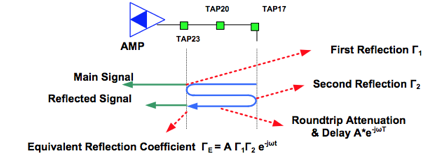 TAP20
TAP17
AMP
TAP23
First Reflection Γ1
Main Signal
Second Reflection Γ2
Reflected Signal
Roundtrip Attenuation
& Delay A*e-jωT
Equivalent Reflection Coefficient ΓE = A Γ1Γ2 e-jωt